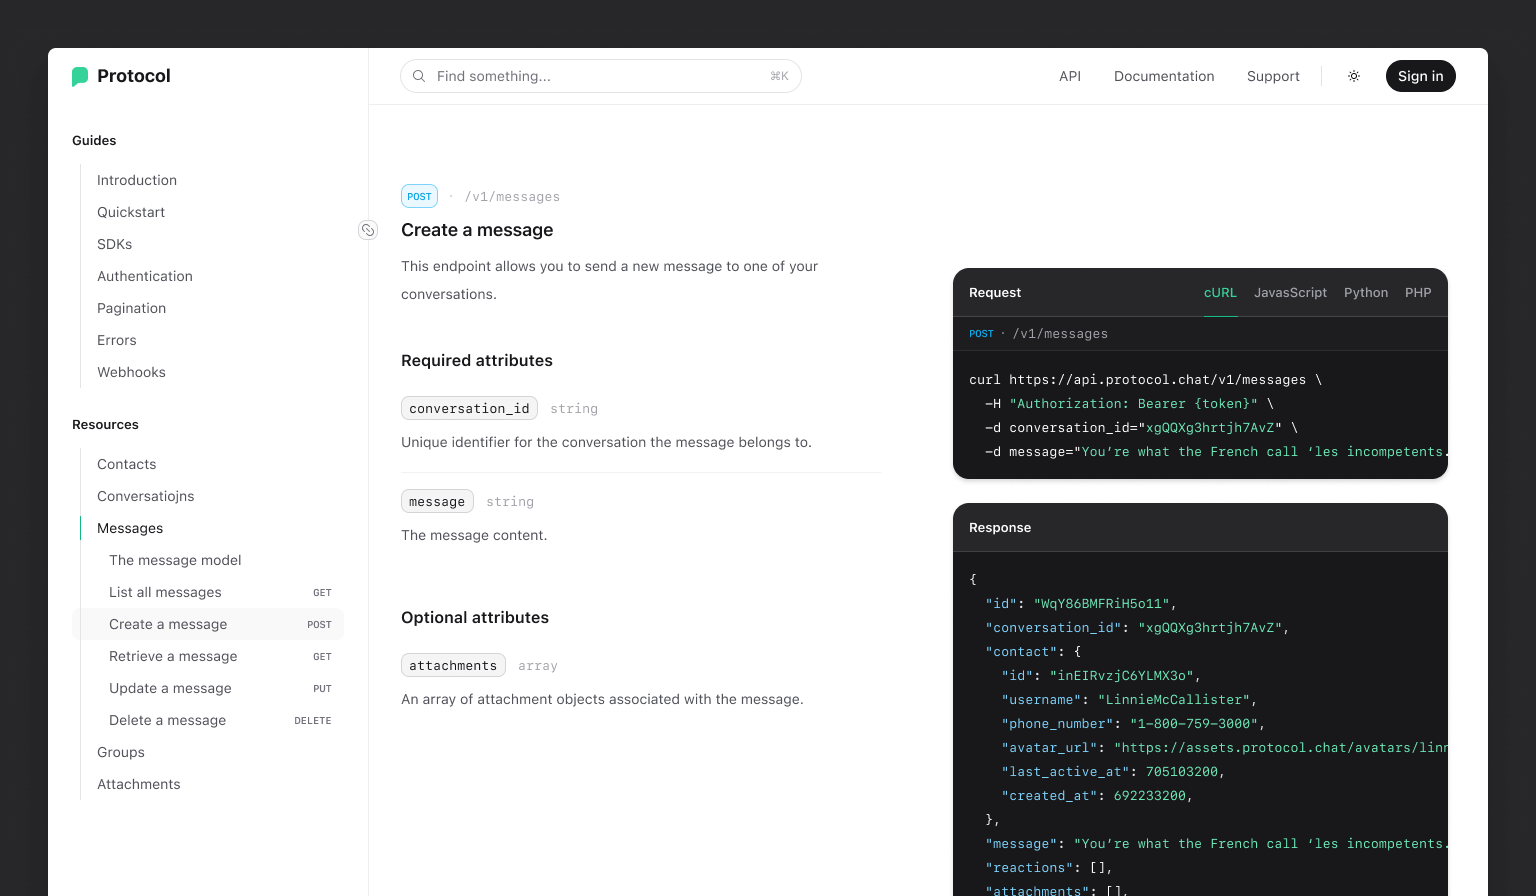 Protocol
Find something...
⌘K
API
Documentation
Support
Sign in
Guides
Introduction
Quickstart
SDKs
Authentication
Pagination
Errors
Webhooks
Resources
Contacts
Conversatiojns
Messages
The message model
List all messages GET
Create a message POST
Retrieve a message GET
Update a message PUT
Delete a message DELETE
Groups
Attachments
POST · /v1/messages
Create a message
This endpoint allows you to send a new message to one of your
conversations.
Required attributes
conversation_id string
Unique identifier for the conversation the message belongs to.
message string
The message content.
Optional attributes
attachments array
An array of attachment objects associated with the message.
Request cURL JavasScript Python PHP
POST · /v1/messages
curl https://api.protocol.chat/v1/messages \
–H "Authorization: Bearer {token}" \
–d conversation_id="xgQQXg3hrtjh7AvZ" \
–d message="You’re what the French call ‘les incompetents.
Response
{
"id": "WqY86BMFRiH5o11",
"conversation_id": "xgQQXg3hrtjh7AvZ",
"contact": {
"id": "inEIRvzjC6YLMX3o",
"username": "LinnieMcCallister",
"phone_number": "1–800–759–3000",
"avatar_url": "https://assets.protocol.chat/avatars/linn
"last_active_at": 705103200,
"created_at": 692233200,
},
"message": "You’re what the French call ‘les incompetents.
"reactions": [],
"attachments": [],